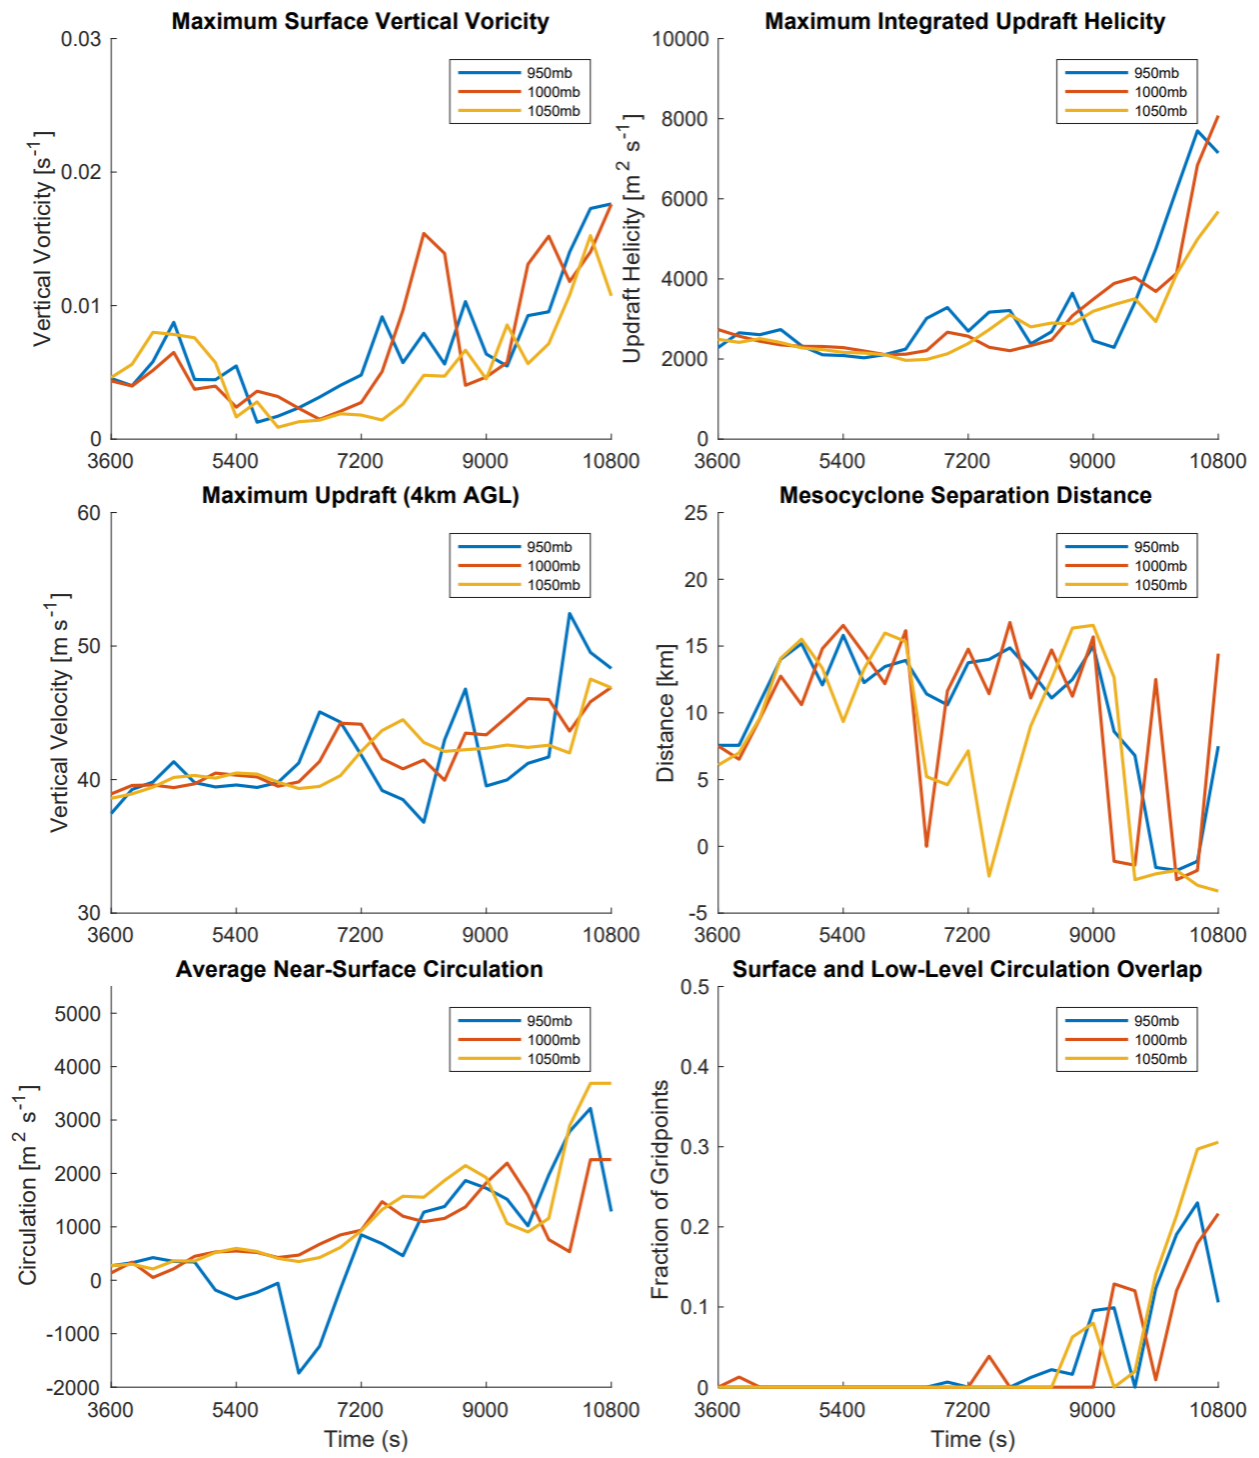 Maximum Surface Vertical Voricity
0.03
0.02
0.01
0
Vertical Vorticity [s-1]
950mb
1000mb
1050mb
3600 5400 7200 9000 10800
Maximum Integrated Updraft Helicity
10000
8000
6000
4000
2000
0
Updraft Helicity [m2 s-1]
950mb
1000mb
1050mb
3600 5400 7200 9000 10800
Maximum Updraft (4km AGL)
60
50
40
30
Vertical Velocity [m s-1]
950mb
1000mb
1050mb
3600 5400 7200 9000 10800
Mesocyclone Separation Distance
25
20
15
10
5
0
-5
Distance [km]
950mb
1000mb
1050mb
3600 5400 7200 9000 10800
Average Near-Surface Circulation
5000
4000
3000
2000
1000
0
-1000
-2000
Circulation [m2 s-1]
950mb
1000mb
1050mb
3600 5400 7200 9000 10800
Time (s)
Surface and Low-Level Circulation Overlap
0.5
0.4
0.3
0.2
0.1
0
Fraction of Gridpoints
950mb
1000mb
1050mb
3600 5400 7200 9000 10800
Time (s)